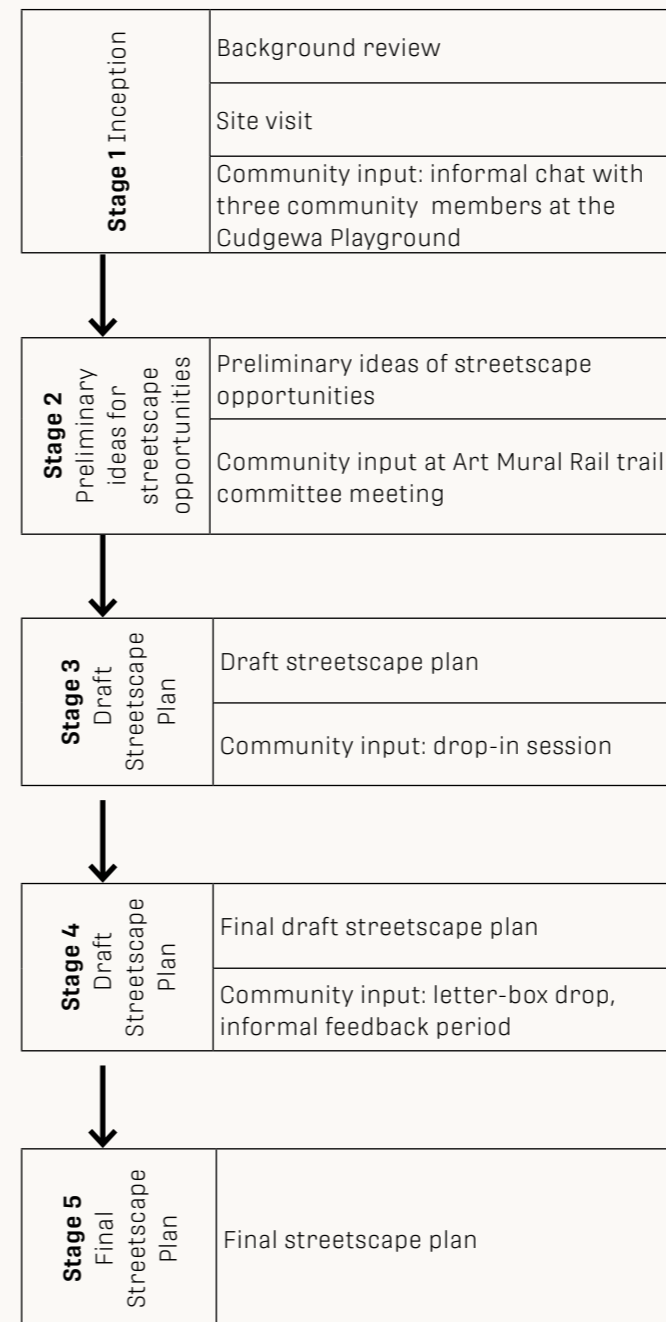 Stage 1 Inception
Background review
Site visit
Community input: informal chat with
three community members at the
Cudgewa Playground
Stage 2
Preliminary
ideas for
streetscape
opportunities
Preliminary ideas of streetscape
opportunities
Community input at Art Mural Rail trail
committee meeting
Stage 3
Draft
Streetscape
Plan
Draft streetscape plan
Community input: drop-in session
Stage 4
Draft
Streetscape
Plan
Final draft streetscape plan
Community input: letter-box drop,
informal feedback period
Stage 5
Final
Streetscape
Plan
Final streetscape plan